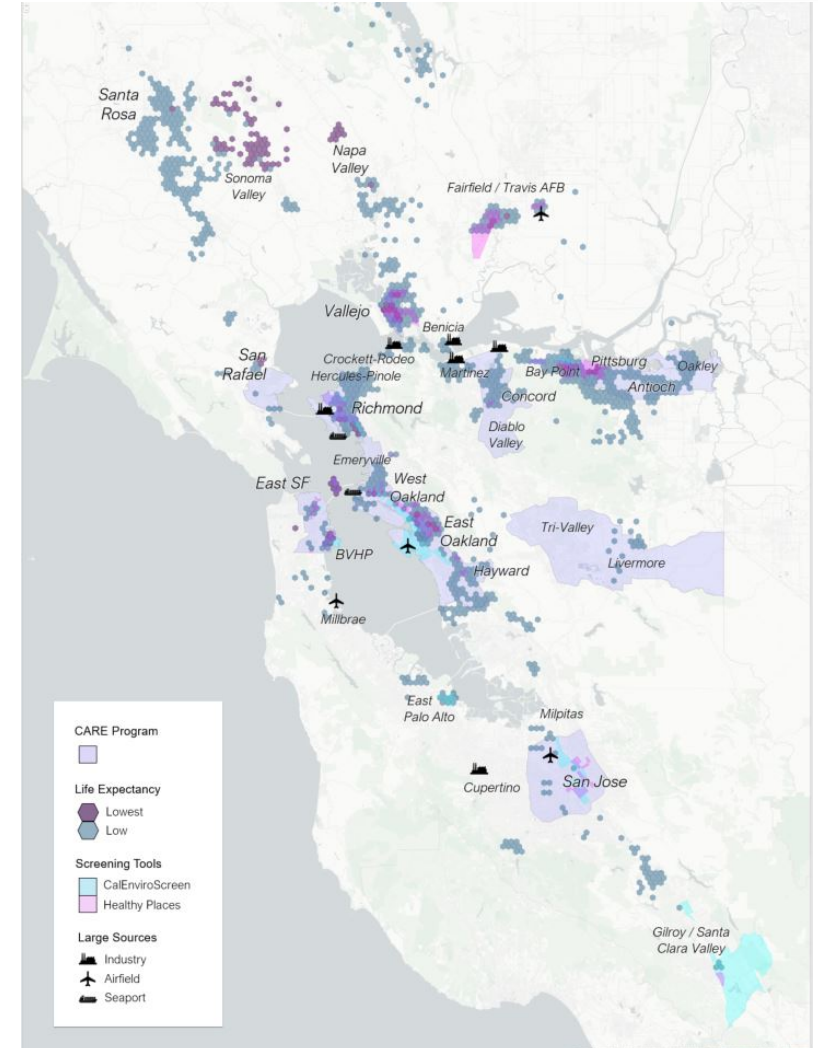 Santa
Rosa
Napa
Valley
Sonoma
Valley
Fairfield / Travis AFB
Vallejo
Benicia
San
Rafael
Crockett-Rodeo
Hercules-Pinole
Martinez
Bay Point
Pittsburg
Oakley
Antioch
Concord
Richmond
Diablo
Valley
Emeryville
East SF
West
Oakland
East
Oakland
Tri-Valley
BVHP
Livermore
Hayward
Millbrae
East
Palo Alto
Milpitas
San Jose
Cupertino
Gilroy / Santa
Clara Valley
CARE Program
Life Expectancy
Lowest
Low
Screening Tools
CalEnviroScreen
Healthy Places
Large Sources
Industry
Airfield
Seaport